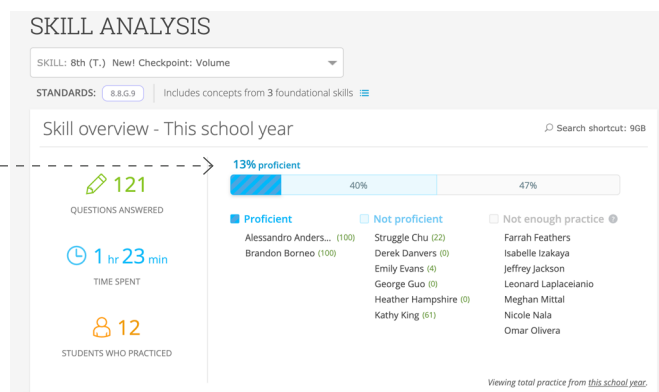 SKILL ANALYSIS
SKILL: 8th (T.) New! Checkpoint: Volume
STANDARDS: 8.8.G.9 Includes concepts from 3 foundational skills
Skill overview - This school year
Search shortcut: 9GB
13% proficient
40% 47%
121
QUESTIONS ANSWERED
1 hr 23 min
TIME SPENT
12
STUDENTS WHO PRACTICED
Proficient
Alessandro Anders... (100)
Brandon Borneo (100)
Not proficient
Struggle Chu (22)
Derek Danvers (0)
Emily Evans (4)
George Guo (0)
Heather Hampshire (0)
Kathy King (61)
Not enough practice ?
Farrah Feathers
Isabelle Izakaya
Jeffrey Jackson
Leonard Laplaceianio
Meghan Mittal
Nicole Nala
Omar Olivera
Viewing total practice from this school year.